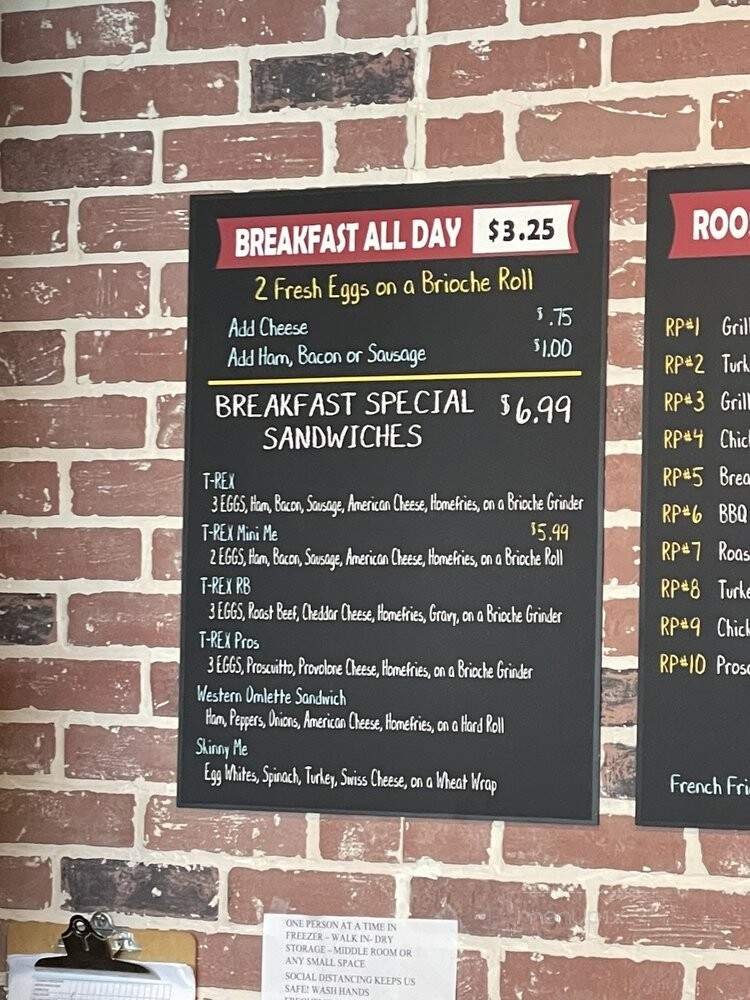 BREAKFAST ALL DAY $3.25
2 Fresh Eggs on a Brioche Roll
Add Cheese $.75
Add Ham, Bacon or Sausage $1.00
BREAKFAST SPECIAL $6.99
SANDWICHES
T-REX
3 EGGS, Ham, Bacon, Sausage, American Cheese, Homefries, on a Brioche Grinder
T-REX Mini Me $5.99
2 EGGS, Ham, Bacon, Sausage, American Cheese, Homefries, on a Brioche Roll
T-REX RB
3 EGGS, Roast Beef, Cheddar Cheese, Homefries, Gravy, on a Brioche Grinder
T-REX Pros
3 EGGS, Proscuitto, Provolone Cheese, Homefries, on a Brioche Grinder
Western Omlette Sandwich
Ham, Peppers, Onions, American Cheese, Homefries, on a Hard Roll
Skinny Me
Egg Whites, Spinach, Turkey, Swiss Cheese, on a Wheat Wrap
ROO
RP#1 Gril
RP#2 Turk
RP#3 Gril
RP#4 Chic
RP#5 Brea
RP#6 BBQ
RP#7 Roas
RP#8 Turke
RP#9 Chick
RP#10 Prosc
French Fri
ONE PERSON AT A TIME IN
FREEZER - WALK IN- DRY
STORAGE - MIDDLE ROOM OR
ANY SMALL SPACE
SOCIAL DISTANCING KEEPS US
SAFE! WASH HANDS